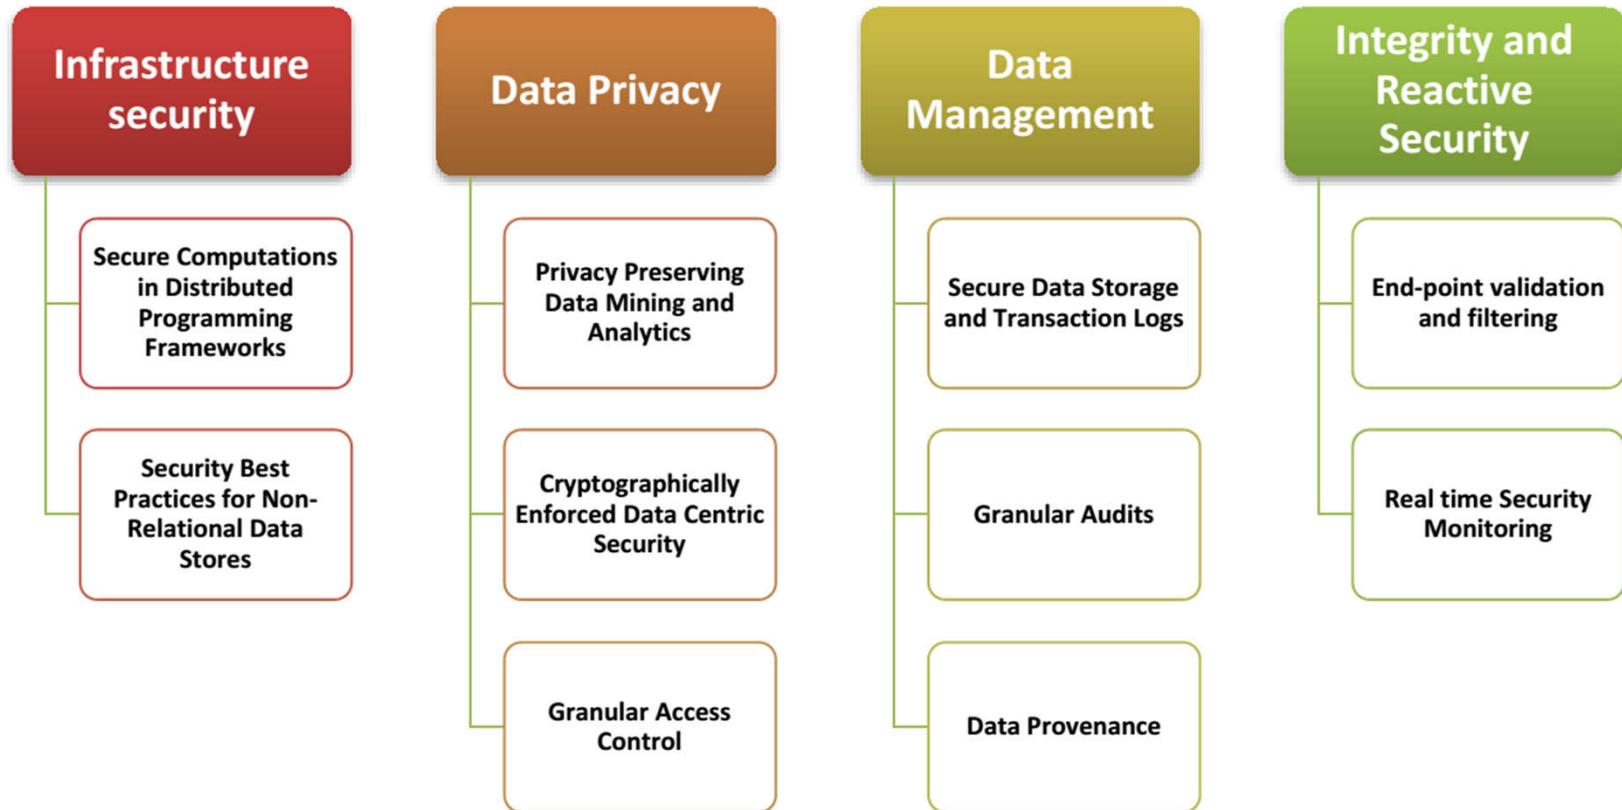 Infrastructure
security
Secure Computations
in Distributed
Programming
Frameworks
Security Best
Practices for Non-
Relational Data
Stores
Data Privacy
Privacy Preserving
Data Mining and
Analytics
Cryptographically
Enforced Data Centric
Security
Granular Access
Control
Data
Management
Secure Data Storage
and Transaction Logs
Granular Audits
Data Provenance
Integrity and
Reactive
Security
End-point validation
and filtering
Real time Security
Monitoring